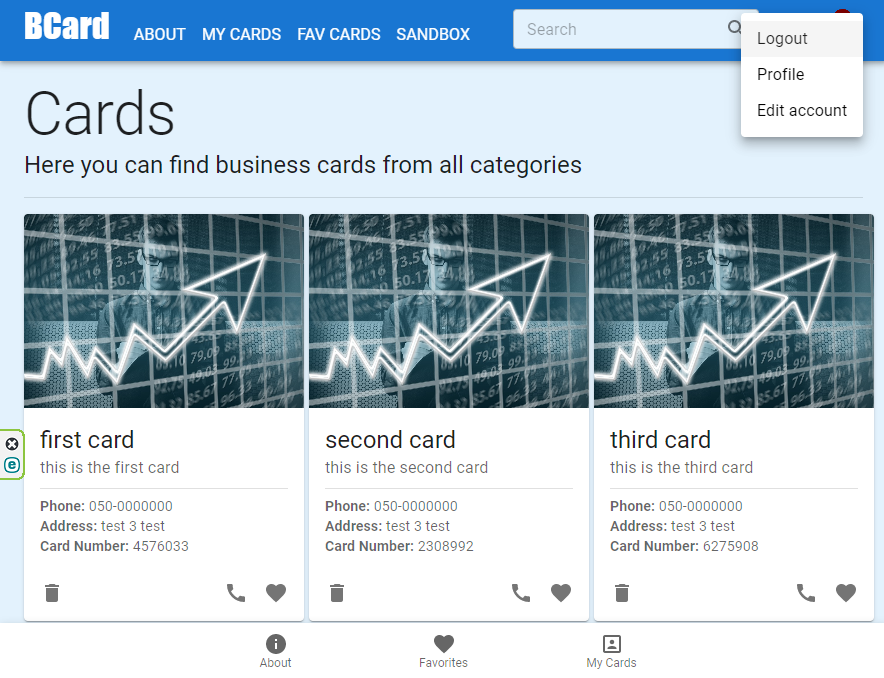 BCard
ABOUT MY CARDS FAV CARDS SANDBOX
Search
Logout
Profile
Edit account
Cards
Here you can find business cards from all categories
first card
this is the first card
Phone: 050-0000000
Address: test 3 test
Card Number: 4576033
second card
this is the second card
Phone: 050-0000000
Address: test 3 test
Card Number: 2308992
third card
this is the third card
Phone: 050-0000000
Address: test 3 test
Card Number: 6275908
About
Favorites
My Cards